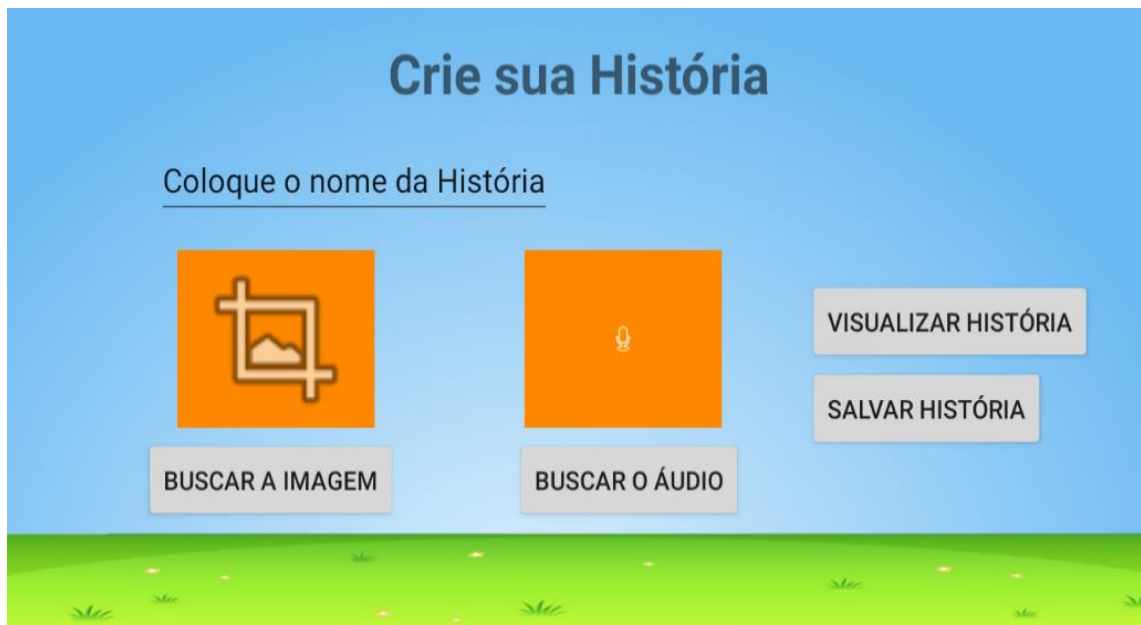 Crie sua História
Coloque o nome da História
VISUALIZAR HISTÓRIA
SALVAR HISTÓRIA
BUSCAR A IMAGEM
BUSCAR O ÁUDIO